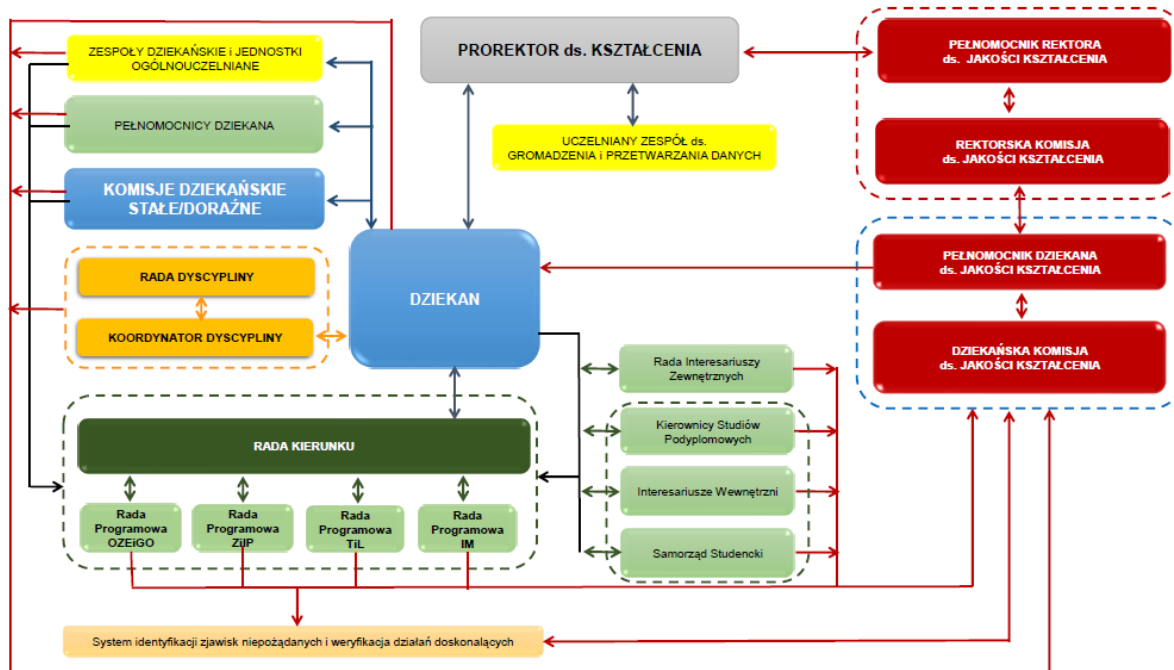 ZESPOŁY DZIEKAŃSKIE i JEDNOSTKI
OGÓLNOUCZELNIANE
PEŁNOMOCNICY DZIEKANA
KOMISJE DZIEKAŃSKIE
STAŁE/DORAŹNE
RADA DYSCYPLINY
KOORDYNATOR DYSCYPLINY
PROREKTOR ds. KSZTAŁCENIA
UCZELNIANY ZESPÓŁ ds.
GROMADZENIA i PRZETWARZANIA DANYCH
DZIEKAN
PEŁNOMOCNIK REKTORA
ds. JAKOŚCI KSZTAŁCENIA
REKTORSKA KOMISJA
ds. JAKOŚCI KSZTAŁCENIA
PEŁNOMOCNIK DZIEKANA
ds. JAKOŚCI KSZTAŁCENIA
DZIEKAŃSKA KOMISJA
ds. JAKOŚCI KSZTAŁCENIA
Rada Interesariuszy
Zewnętrznych
Kierownicy Studiów
Podyplomowych
Interesariusze Wewnętrzni
Samorząd Studencki
RADA KIERUNKU
Rada
Programowa
OZEiGO
Rada
Programowa
ZiIP
Rada
Programowa
TiL
Rada
Programowa
IM
System identyfikacji zjawisk niepożądanych i weryfikacja działań doskonalących